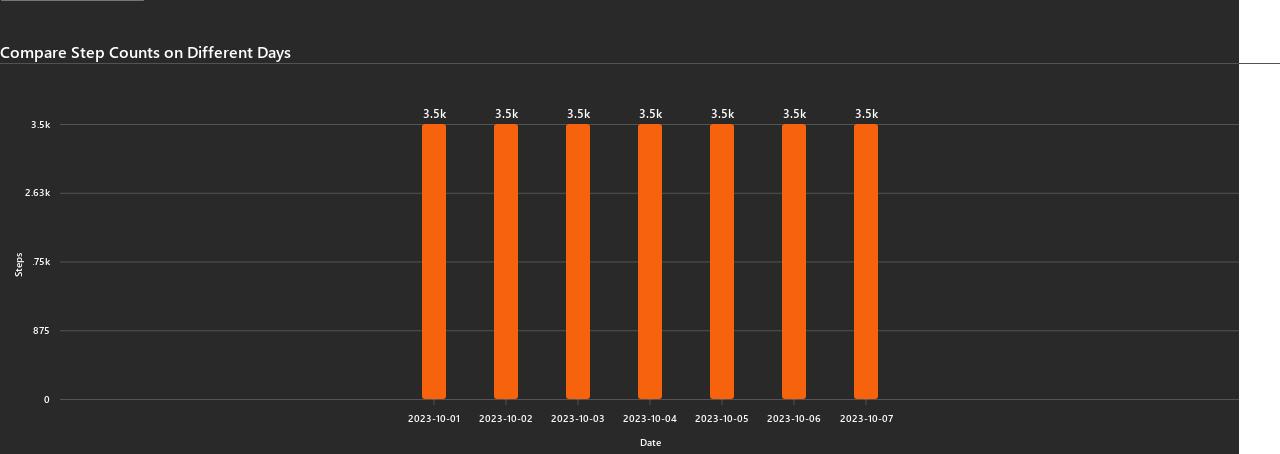 Compare Step Counts on Different Days
3.5k 3.5k 3.5k 3.5k 3.5k 3.5k 3.5k
3.5k
2.63k
.75k
875
0
Steps
2023-10-01 2023-10-02 2023-10-03 2023-10-04 2023-10-05 2023-10-06 2023-10-07
Date